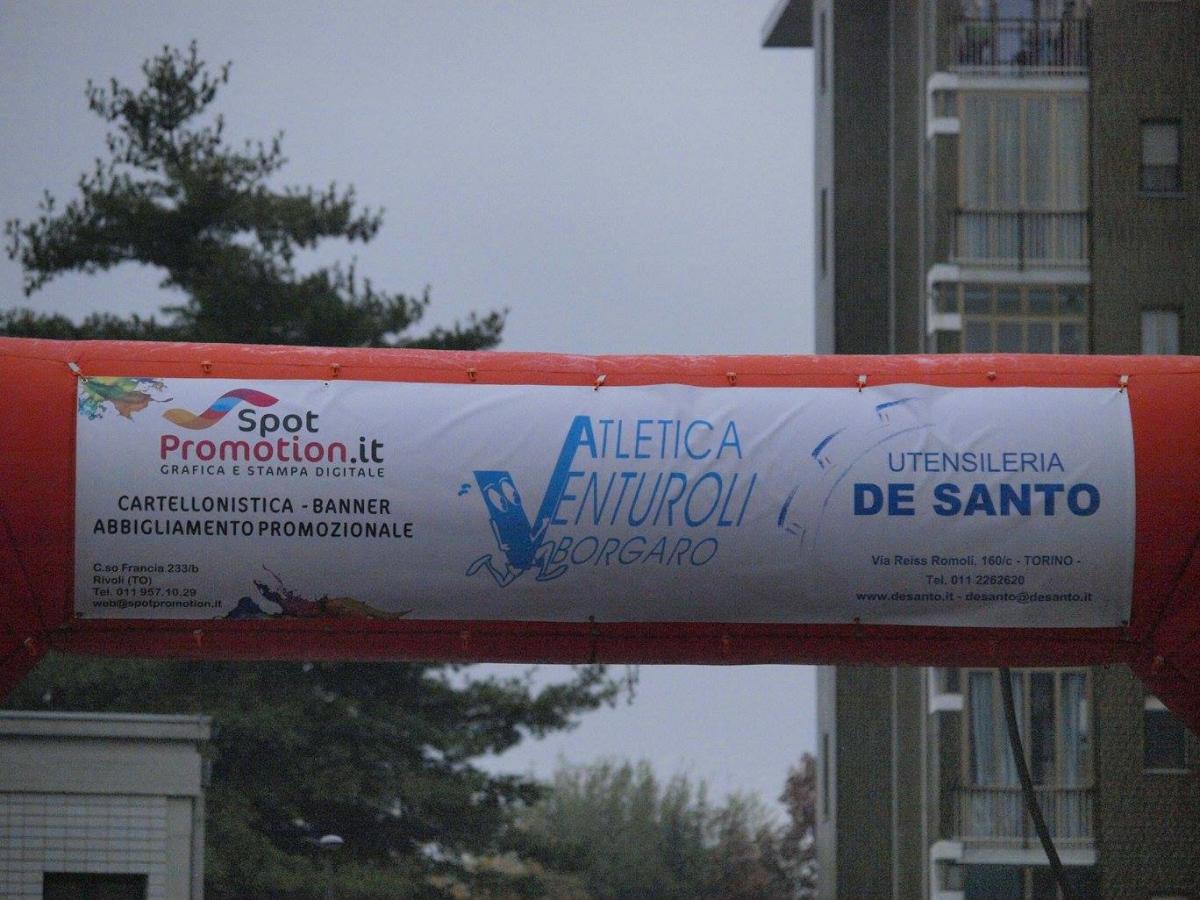 Spot
Promotion.it
GRAFICA E STAMPA DIGITALE
CARTELLONISTICA - BANNER
ABBIGLIAMENTO PROMOZIONALE
C.so Francia 233/b
Rivoli (TO)
Tel. 011 957.10.29
web@spotpromotion.it
ATLETICA
VENTUROLI
BORGARO
UTENSILERIA
DE SANTO
Via Reiss Romoli, 160/c - TORINO -
Tel. 011 2262620
www.desanto.it - desanto@desanto.it